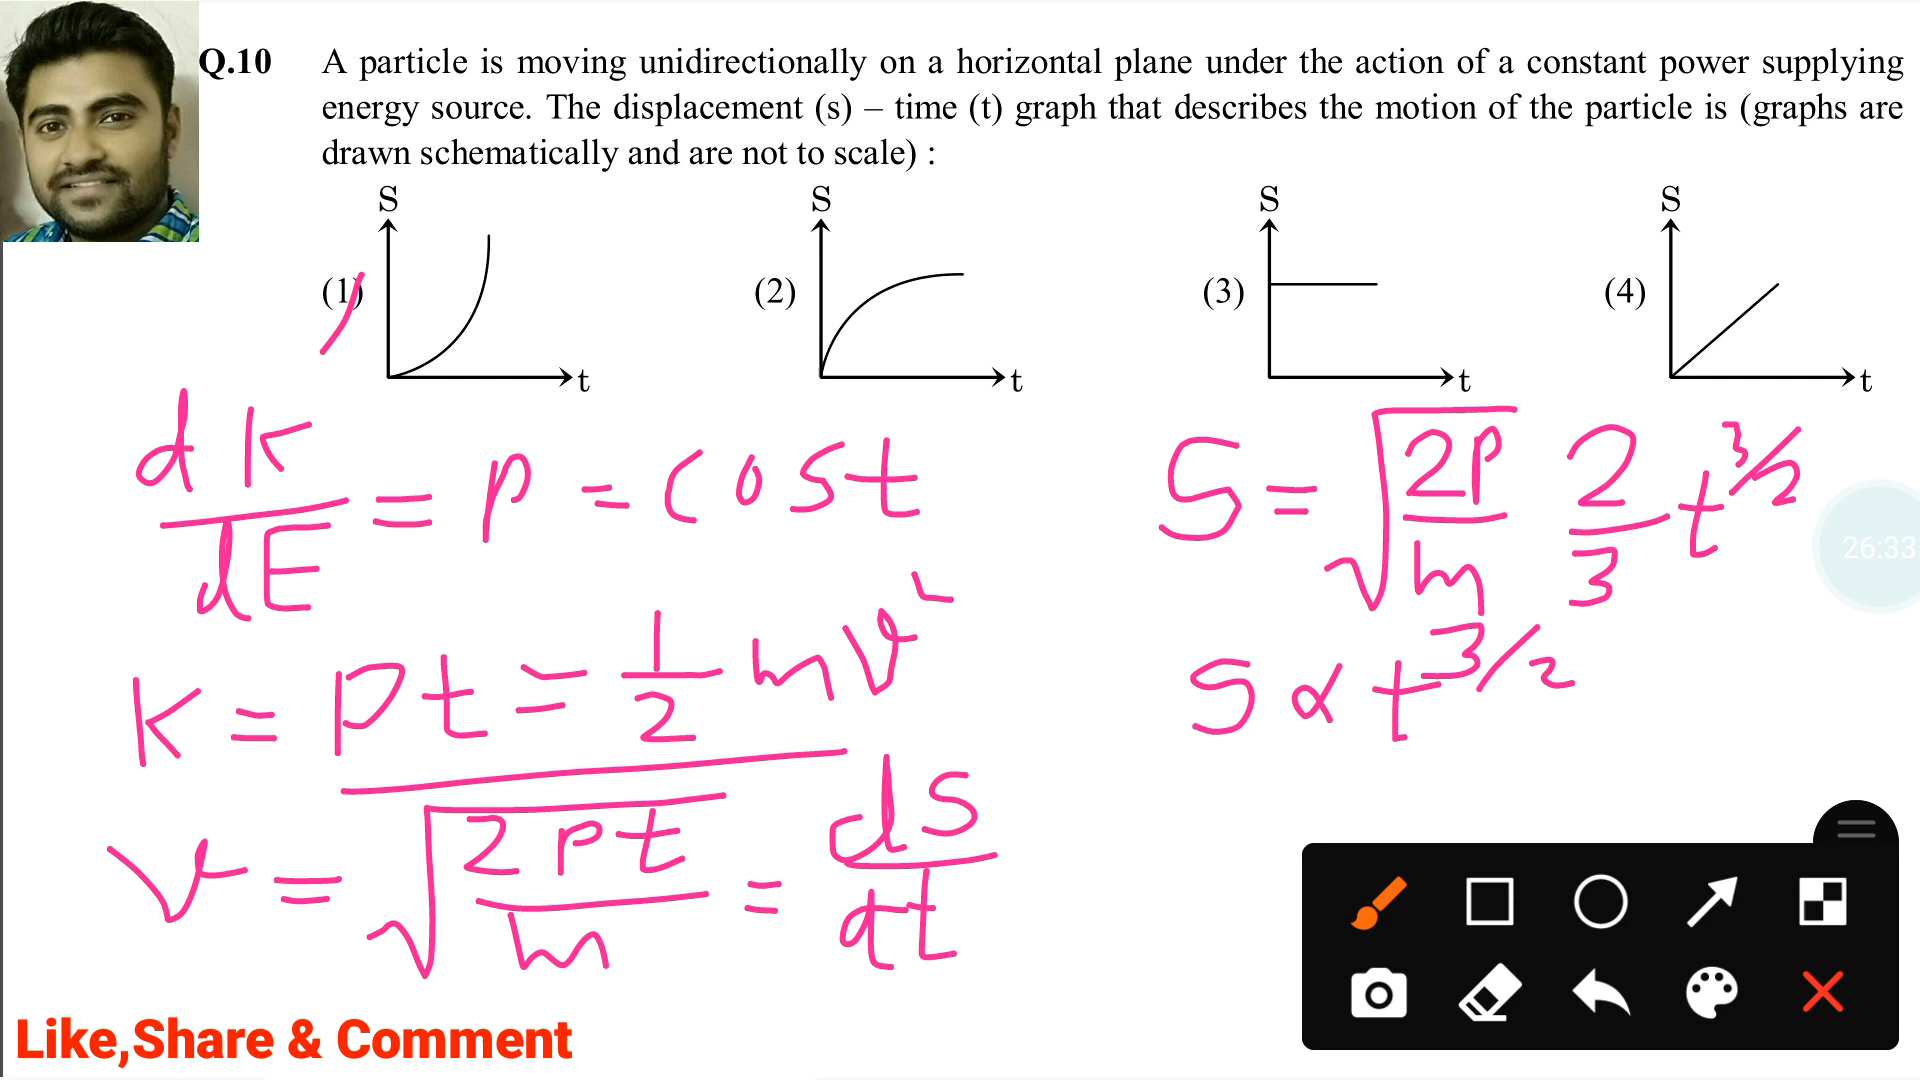 Q.10 A particle is moving unidirectionally on a horizontal plane under the action of a constant power supplying
energy source. The displacement (s) – time (t) graph that describes the motion of the particle is (graphs are
drawn schematically and are not to scale) :
S S S S
(1) (2) (3) (4)
t t t t
dK/dE = P = cost
K = Pt = 1/2 mv²
v = √(2Pt/m) = ds/dt
S = √(2P/m) 2/3 t^3/2
S ∝ t^3/2
26:33
Like,Share & Comment